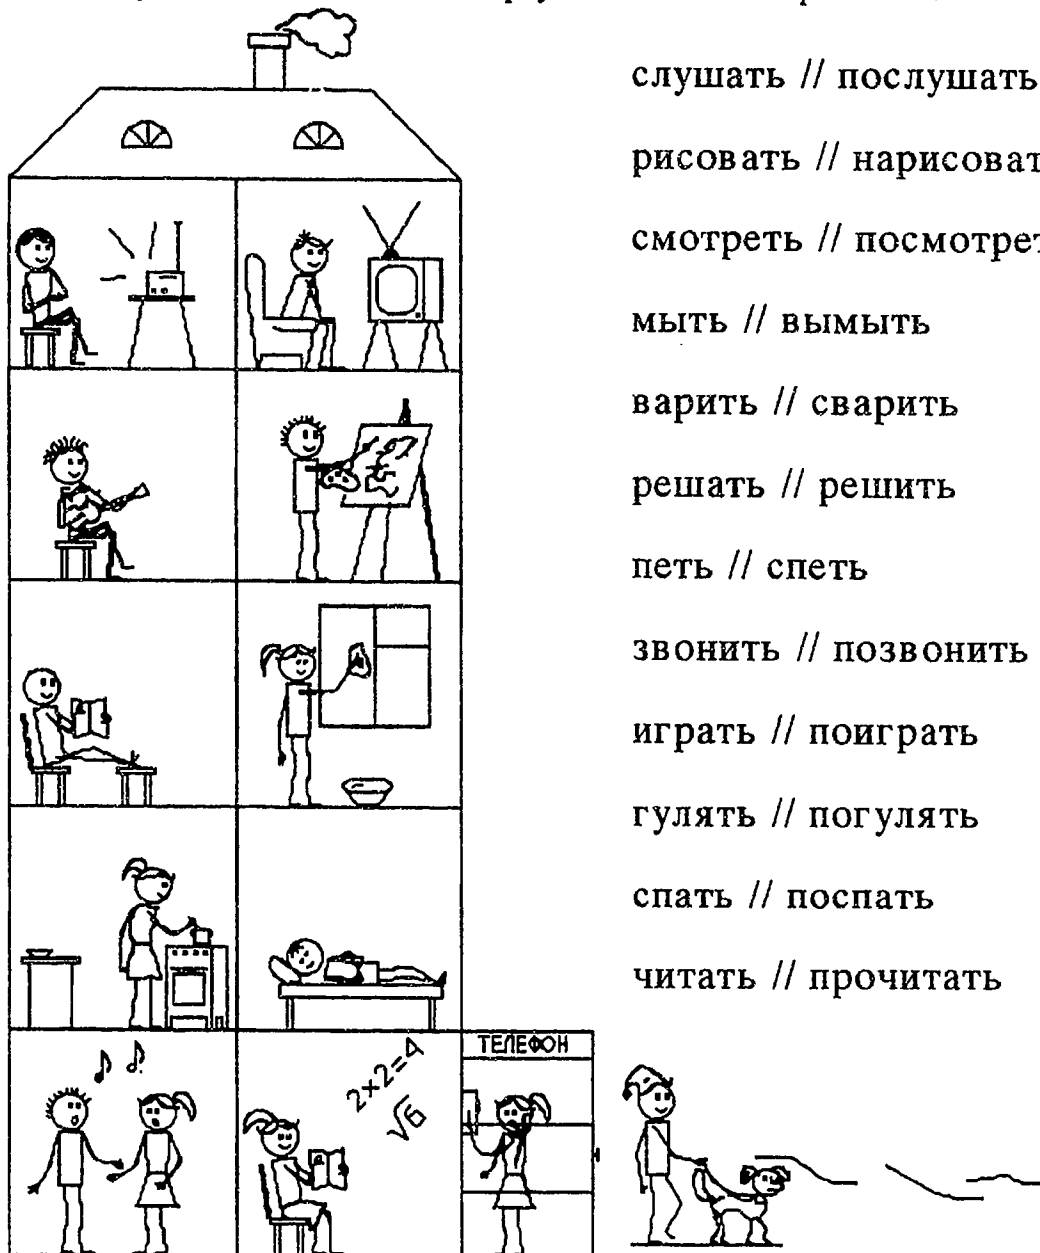 слушать // послушать
рисовать // нарисоват
смотреть // посмотрет
мыть // вымыть
варить // сварить
решать // решить
петь // спеть
звонить // позвонить
играть // поиграть
гулять // погулять
спать // поспать
читать // прочитать
ТЕЛЕФОН
2×2=4
√6